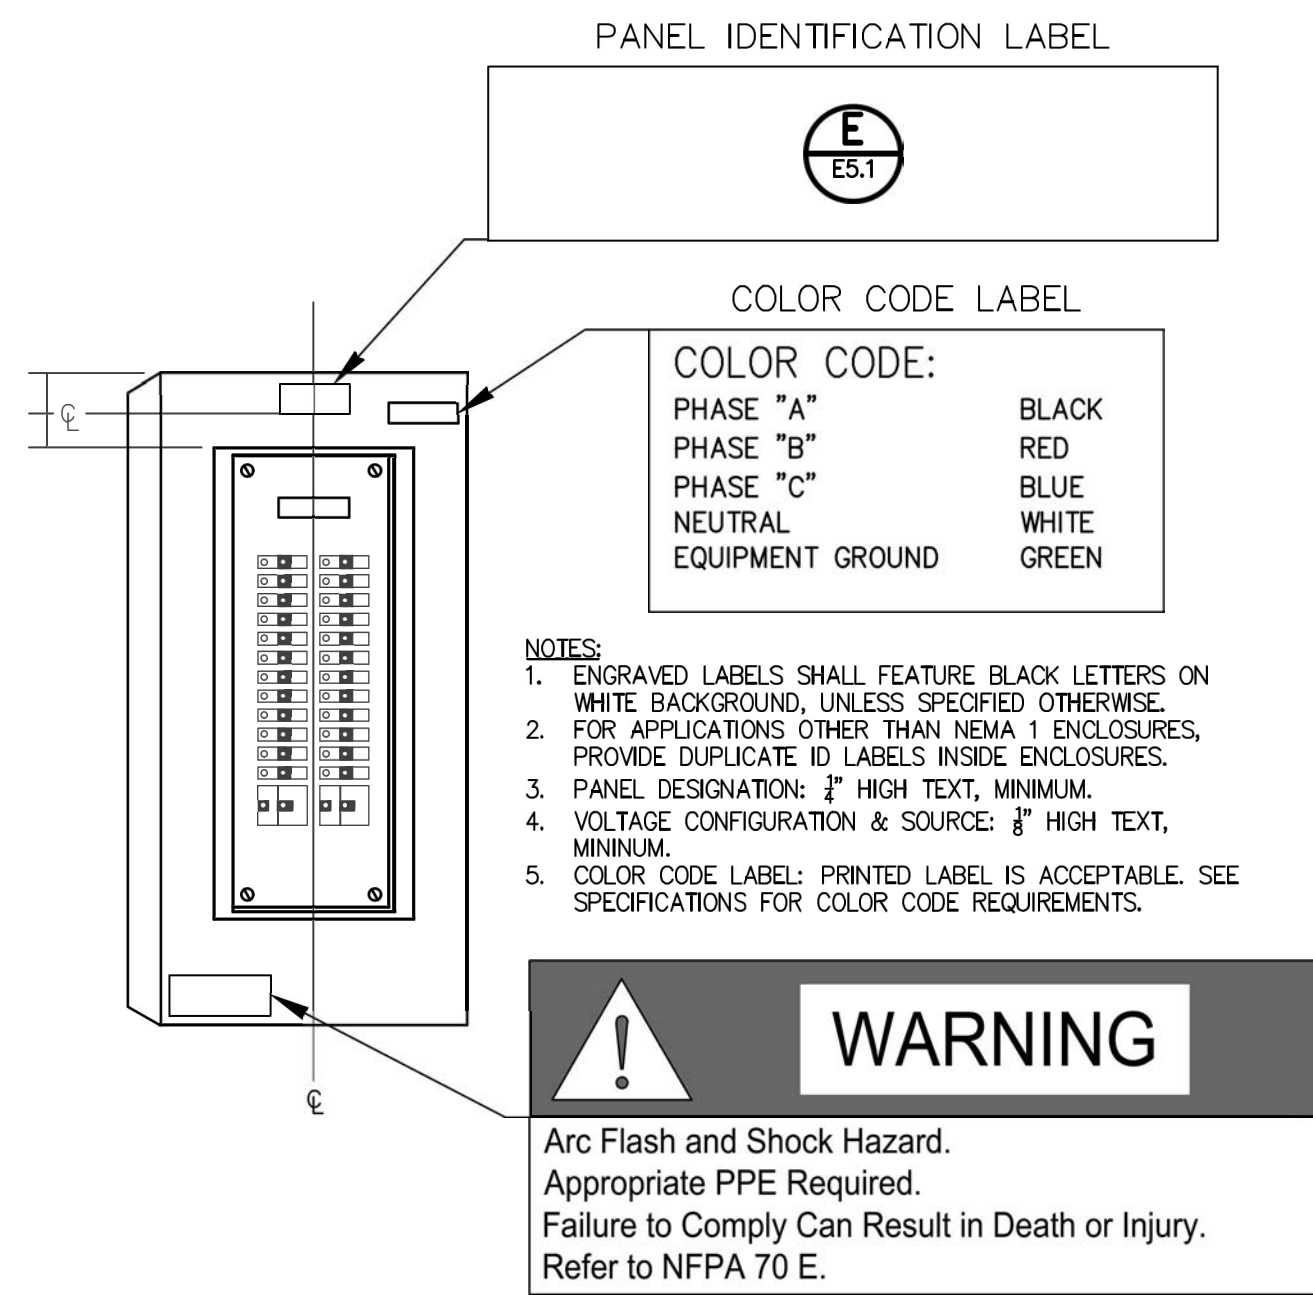 PANEL IDENTIFICATION LABEL
E
E5.1
COLOR CODE LABEL
COLOR CODE:
PHASE "A" BLACK
PHASE "B" RED
PHASE "C" BLUE
NEUTRAL WHITE
EQUIPMENT GROUND GREEN
℄
NOTES:
1. ENGRAVED LABELS SHALL FEATURE BLACK LETTERS ON
WHITE BACKGROUND, UNLESS SPECIFIED OTHERWISE.
2. FOR APPLICATIONS OTHER THAN NEMA 1 ENCLOSURES,
PROVIDE DUPLICATE ID LABELS INSIDE ENCLOSURES.
3. PANEL DESIGNATION: 1/4" HIGH TEXT, MINIMUM.
4. VOLTAGE CONFIGURATION & SOURCE: 1/8" HIGH TEXT,
MININUM.
5. COLOR CODE LABEL: PRINTED LABEL IS ACCEPTABLE. SEE
SPECIFICATIONS FOR COLOR CODE REQUIREMENTS.
℄
!
WARNING
Arc Flash and Shock Hazard.
Appropriate PPE Required.
Failure to Comply Can Result in Death or Injury.
Refer to NFPA 70 E.